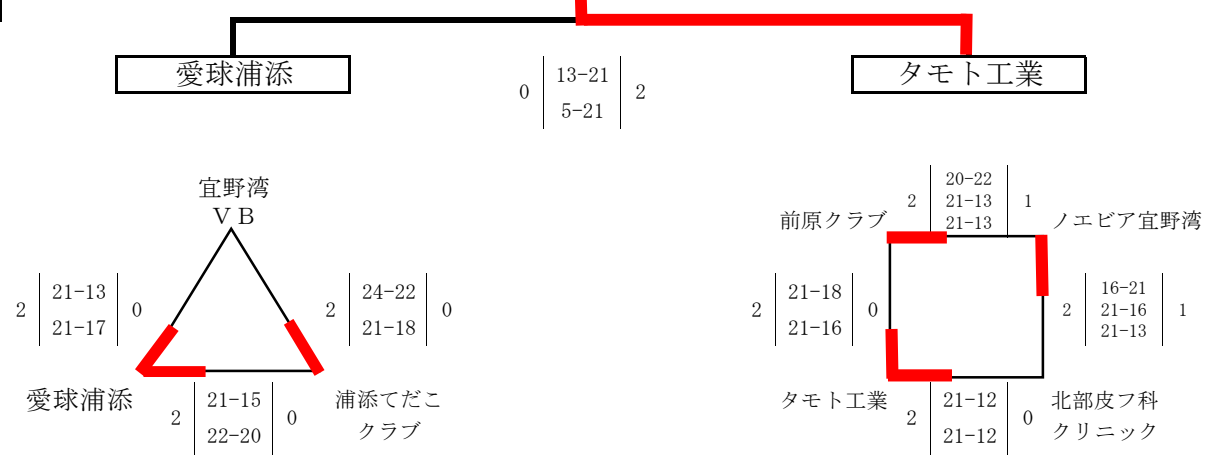 愛球浦添
タモト工業
0
13-21
5-21
2
宜野湾
ＶＢ
2
21-13
21-17
0
2
24-22
21-18
0
愛球浦添
2
21-15
22-20
0
浦添てだこ
クラブ
前原クラブ
2
20-22
21-13
21-13
1
ノエビア宜野湾
2
21-18
21-16
0
2
16-21
21-16
21-13
1
タモト工業
2
21-12
21-12
0
北部皮フ科
クリニック